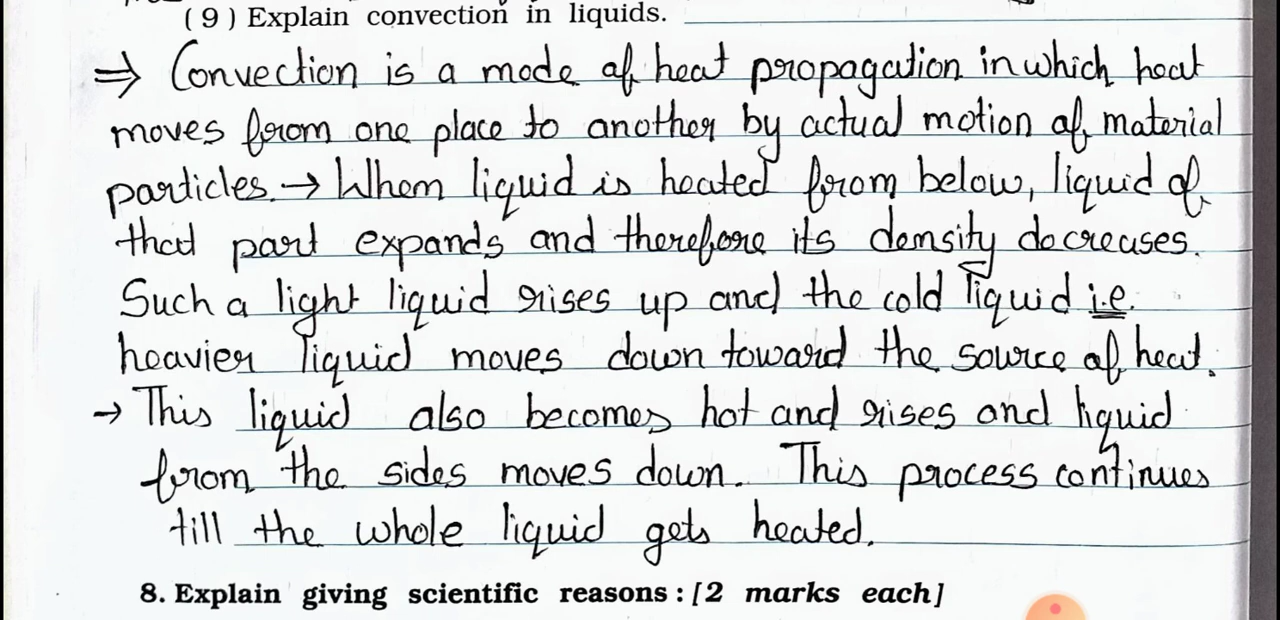 ( 9 ) Explain convection in liquids.
⇒ Convection is a mode of heat propagation in which heat
moves from one place to another by actual motion of material
particles. → When liquid is heated from below, liquid of
that part expands and therefore its density decreases.
Such a light liquid rises up and the cold liquid i.e.
heavier liquid moves down toward the source of heat.
→ This liquid also becomes hot and rises and liquid
from the sides moves down. This process continues
till the whole liquid gets heated.
8. Explain giving scientific reasons : [2 marks each]